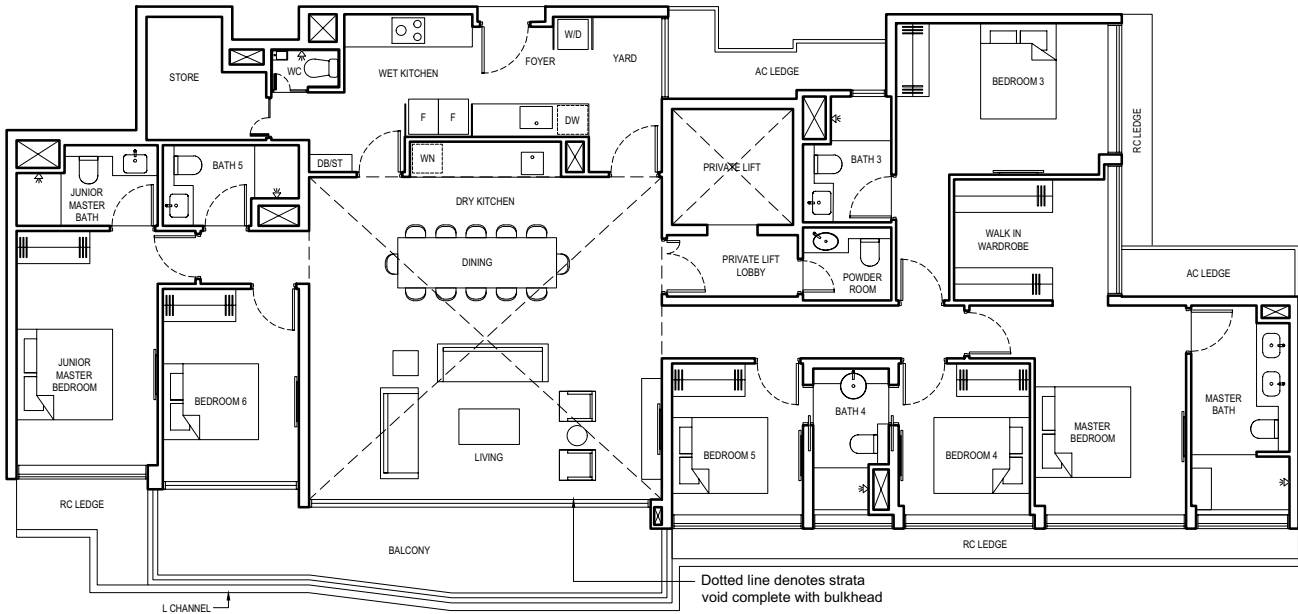 W/D
FOYER
YARD
WET KITCHEN
WC
STORE
AC LEDGE
BEDROOM 3
RC LEDGE
F
F
DW
DB/ST
WN
BATH 5
JUNIOR
MASTER
BATH
PRIVATE LIFT
BATH 3
DRY KITCHEN
DINING
WALK IN
WARDROBE
PRIVATE LIFT
LOBBY
POWDER
ROOM
AC LEDGE
JUNIOR
MASTER
BEDROOM
BEDROOM 6
LIVING
BEDROOM 5
BATH 4
BEDROOM 4
MASTER
BEDROOM
MASTER
BATH
RC LEDGE
BALCONY
RC LEDGE
L CHANNEL
Dotted line denotes strata
void complete with bulkhead